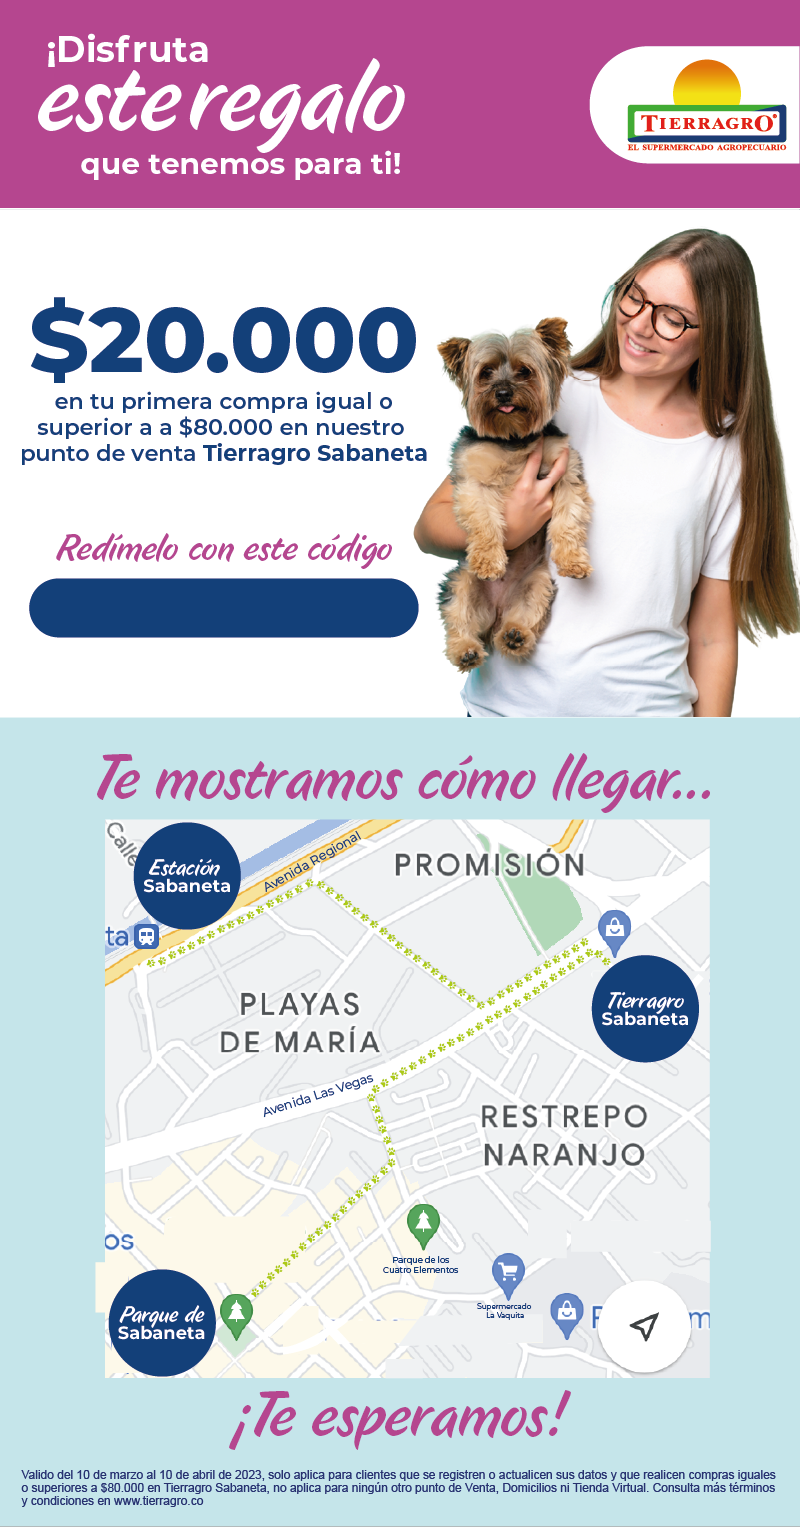 ¡Disfruta
este regalo
que tenemos para ti!
TIERRAGRO®
EL SUPERMERCADO AGROPECUARIO
$20.000
en tu primera compra igual o
superior a a $80.000 en nuestro
punto de venta Tierragro Sabaneta
Redímelo con este código
Te mostramos cómo llegar...
Calle
Estación
Sabaneta
Avenida Regional
PROMISIÓN
ta
Tierragro
Sabaneta
PLAYAS
DE MARÍA
Avenida Las Vegas
RESTREPO
NARANJO
os
Parque de los
Cuatro Elementos
Supermercado
La Vaquita
Parque de
Sabaneta
¡Te esperamos!
Valido del 10 de marzo al 10 de abril de 2023, solo aplica para clientes que se registren o actualicen sus datos y que realicen compras iguales
o superiores a $80.000 en Tierragro Sabaneta, no aplica para ningún otro punto de Venta, Domicilios ni Tienda Virtual. Consulta más términos
y condiciones en www.tierragro.co